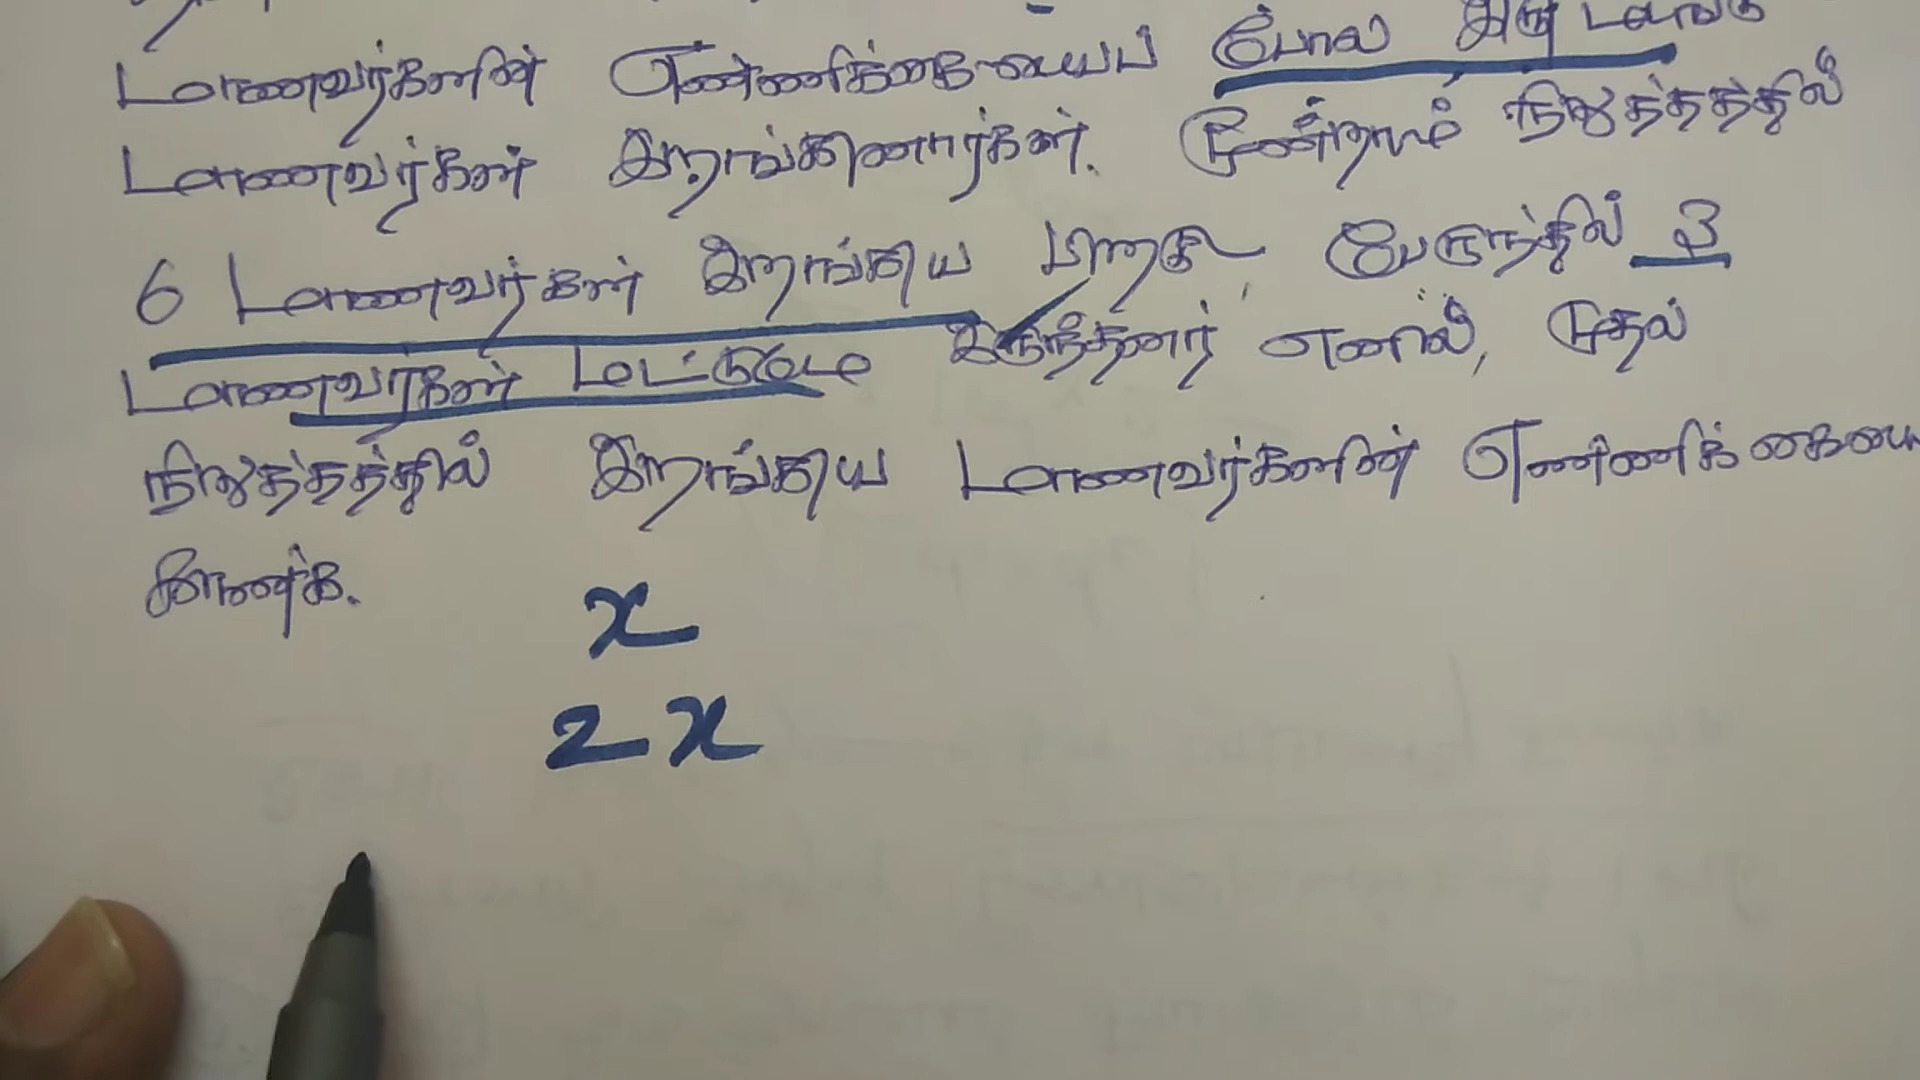 மாணவர்களின் எண்ணிக்கையைப் போல இரு மடங்கு
மாணவர்கள் இறங்கினார்கள். மூன்றாம் நிறுத்தத்தில்
6 மாணவர்கள் இறங்கிய பிறகு பேருந்தில் 3
மாணவர்கள் மட்டுமே இருந்தனர் எனில், முதல்
நிறுத்தத்தில் இறங்கிய மாணவர்களின் எண்ணிக்கையை
காண்க.
x
2x